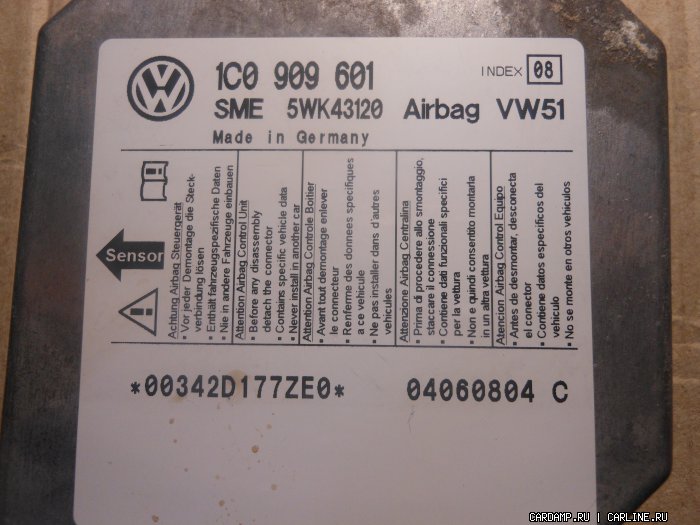 VW
1C0 909 601
INDEX 08
SME 5WK43120 Airbag VW51
Made in Germany
Sensor
Achtung Airbag Steuergerät
• Vor jeder Demontage die Steck-
verbindung lösen
• Enthält fahrzeugspezifische Daten
• Nie in andere Fahrzeuge einbauen
Attention Airbag Control Unit
• Before any disassembly
detach the connector
• Contains specific vehicle data
• Never install in another car
Attention Airbag Controle Boitier
• Avant tout demontage enlever
le connecteur
• Renferme des donnees specifiques
a ce vehicule
• Ne pas installer dans d'autres
vehicules
Attenzione Airbag Centralina
• Prima di procedere allo smontaggio,
staccare il connessione
• Contiene dati funzionali specifici
per la vettura
• Non e quindi consentito montarla
in un altra vettura
Atencion Airbag Control Equipo
• Antes de desmontar, desconecta
el conector
• Contiene datos especificos del
vehiculo
• No se monte en otros vehiculos
*00342D177ZE0* 04060804 C
CARDAMP.RU | CARLINE.RU